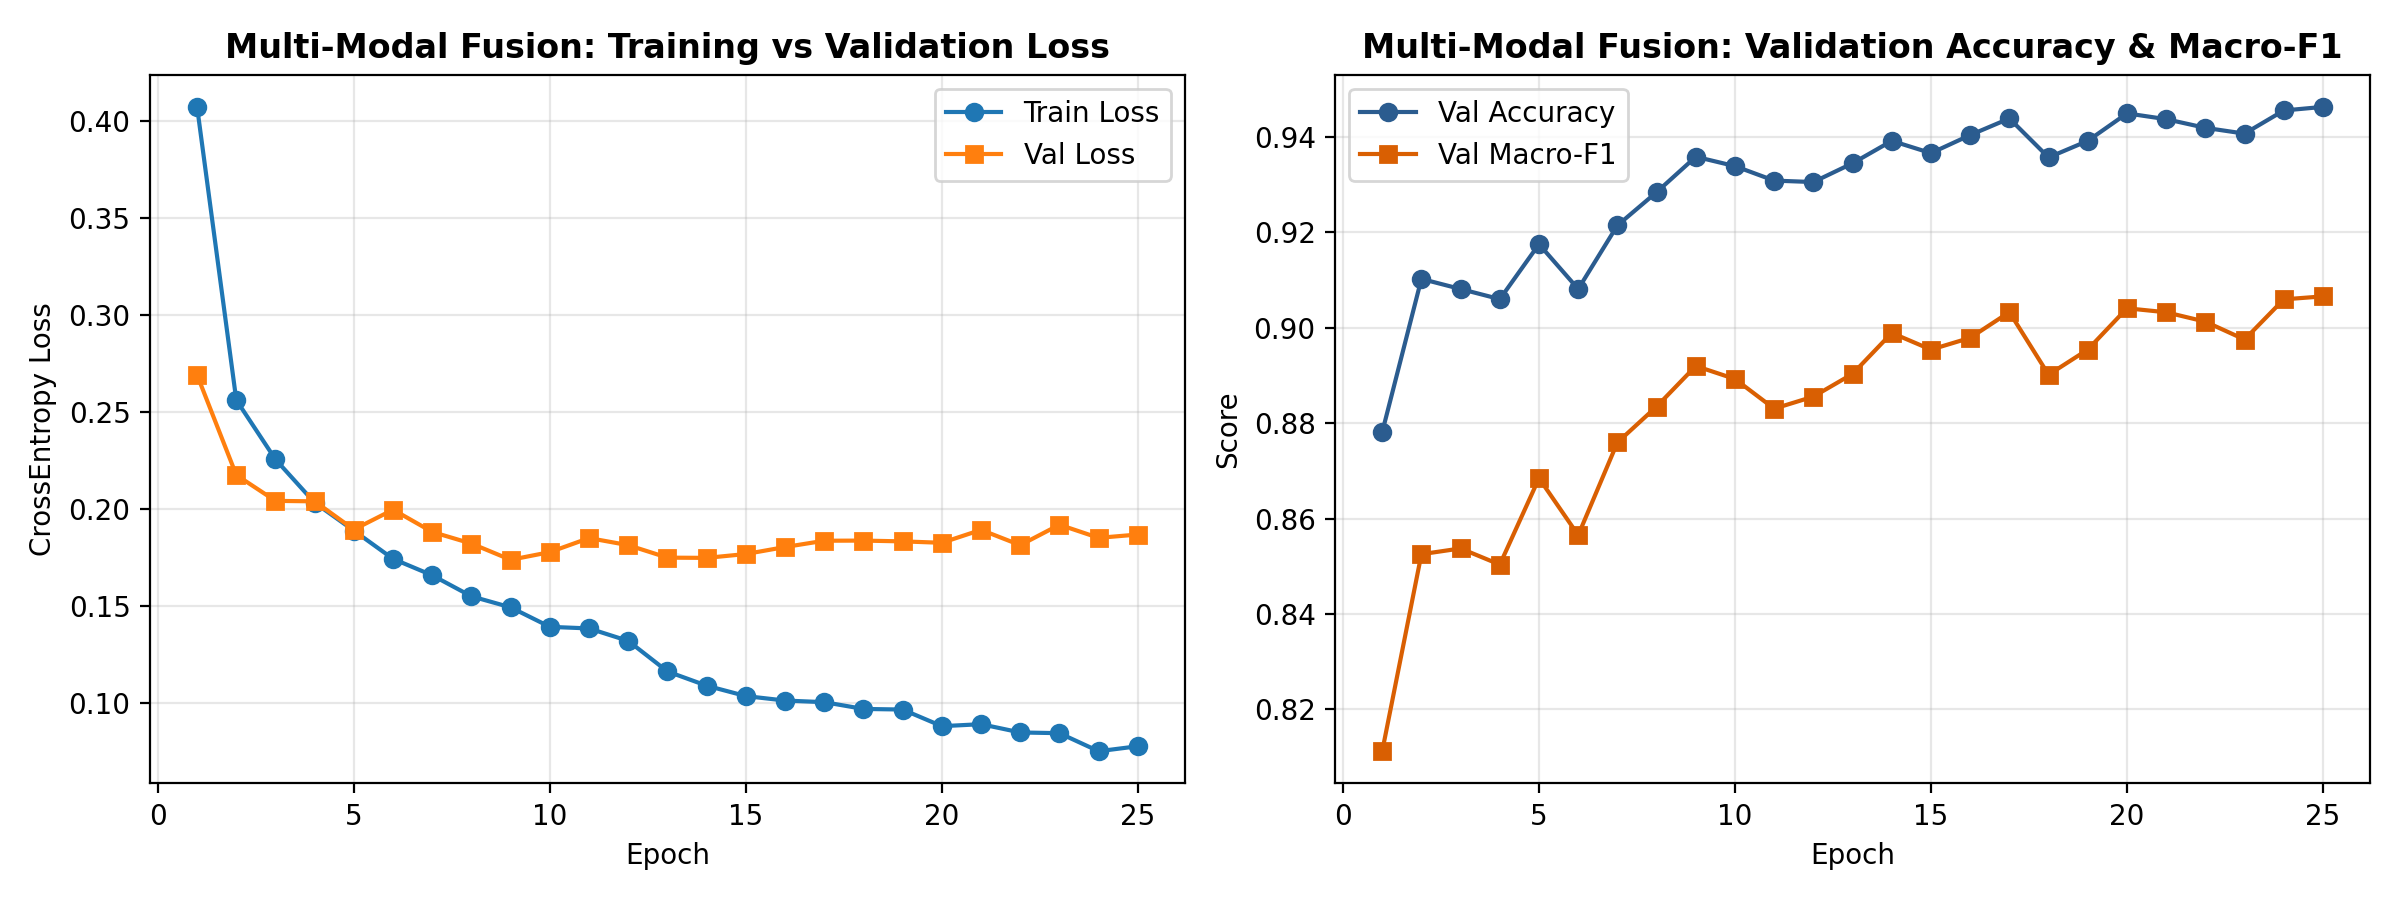 Multi-Modal Fusion: Training vs Validation Loss
Train Loss
Val Loss
CrossEntropy Loss
0.40
0.35
0.30
0.25
0.20
0.15
0.10
0
5
10
15
20
25
Epoch
Multi-Modal Fusion: Validation Accuracy & Macro-F1
Val Accuracy
Val Macro-F1
Score
0.94
0.92
0.90
0.88
0.86
0.84
0.82
0
5
10
15
20
25
Epoch